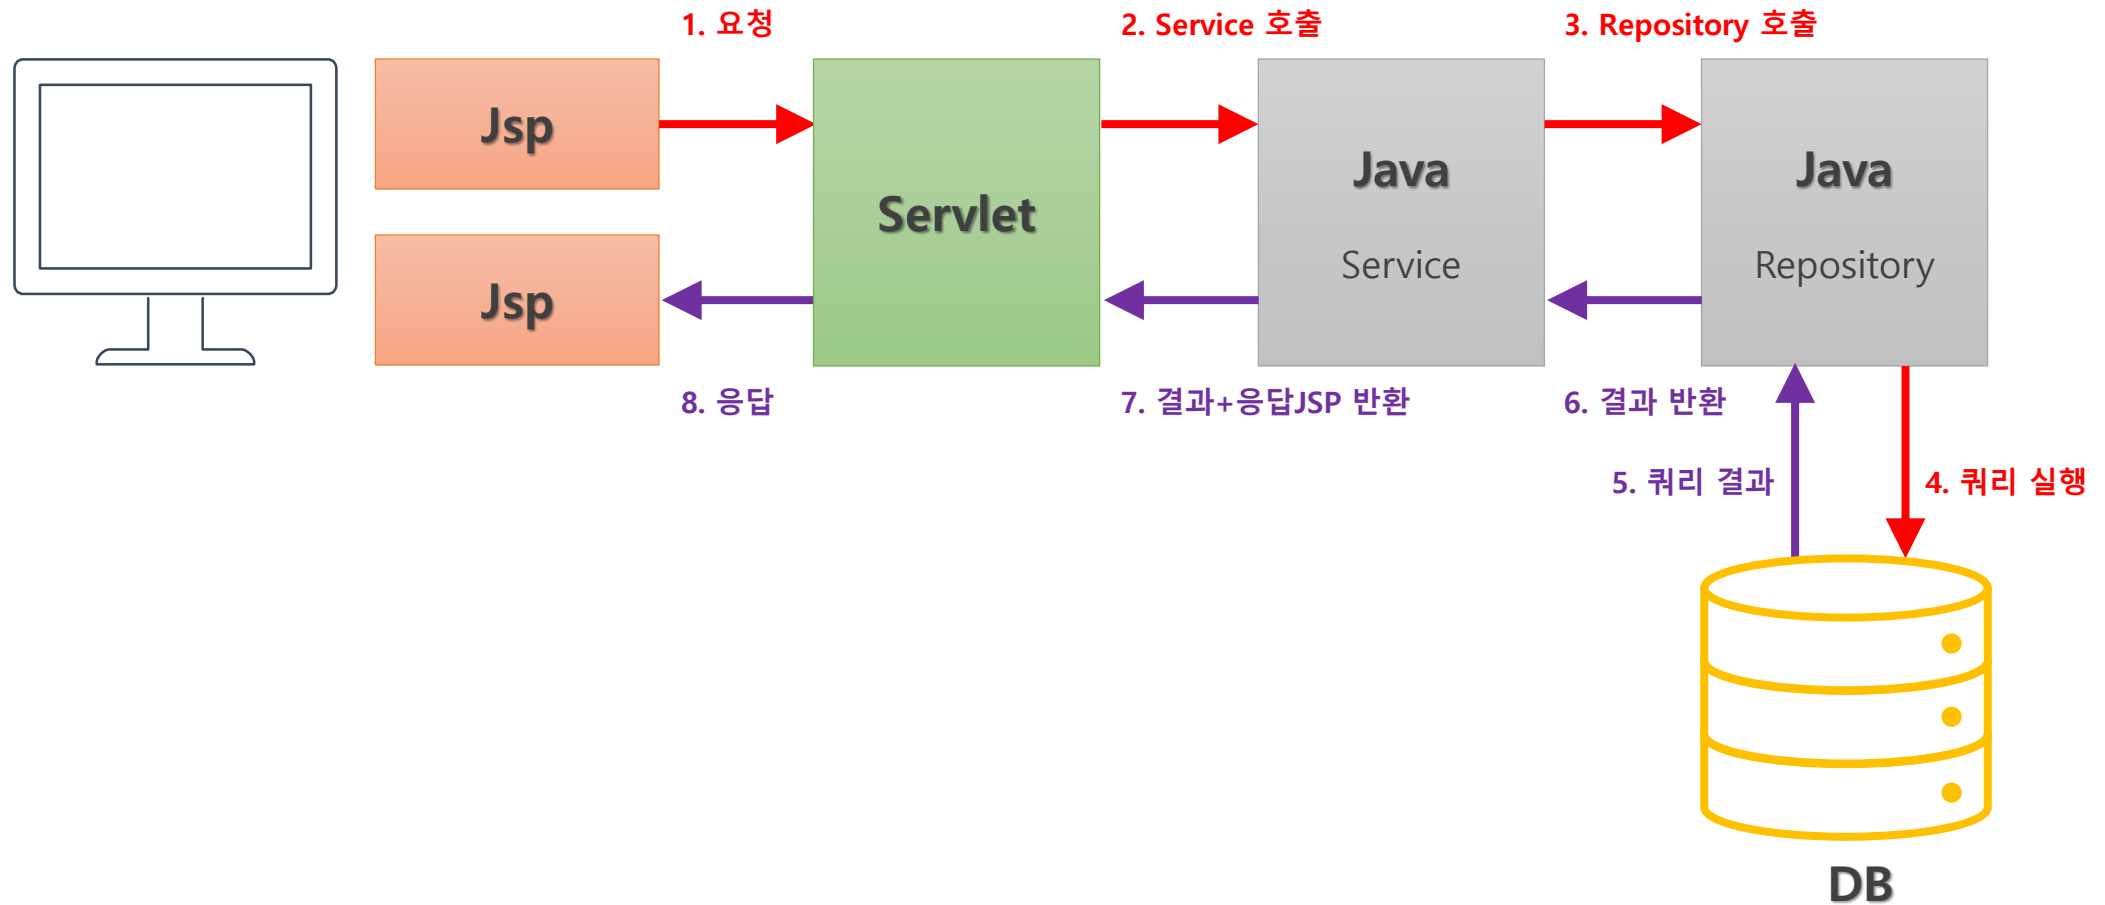 1. 요청
2. Service 호출
3. Repository 호출
Jsp
Servlet
Java
Service
Java
Repository
Jsp
8. 응답
7. 결과+응답JSP 반환
6. 결과 반환
5. 쿼리 결과
4. 쿼리 실행
DB